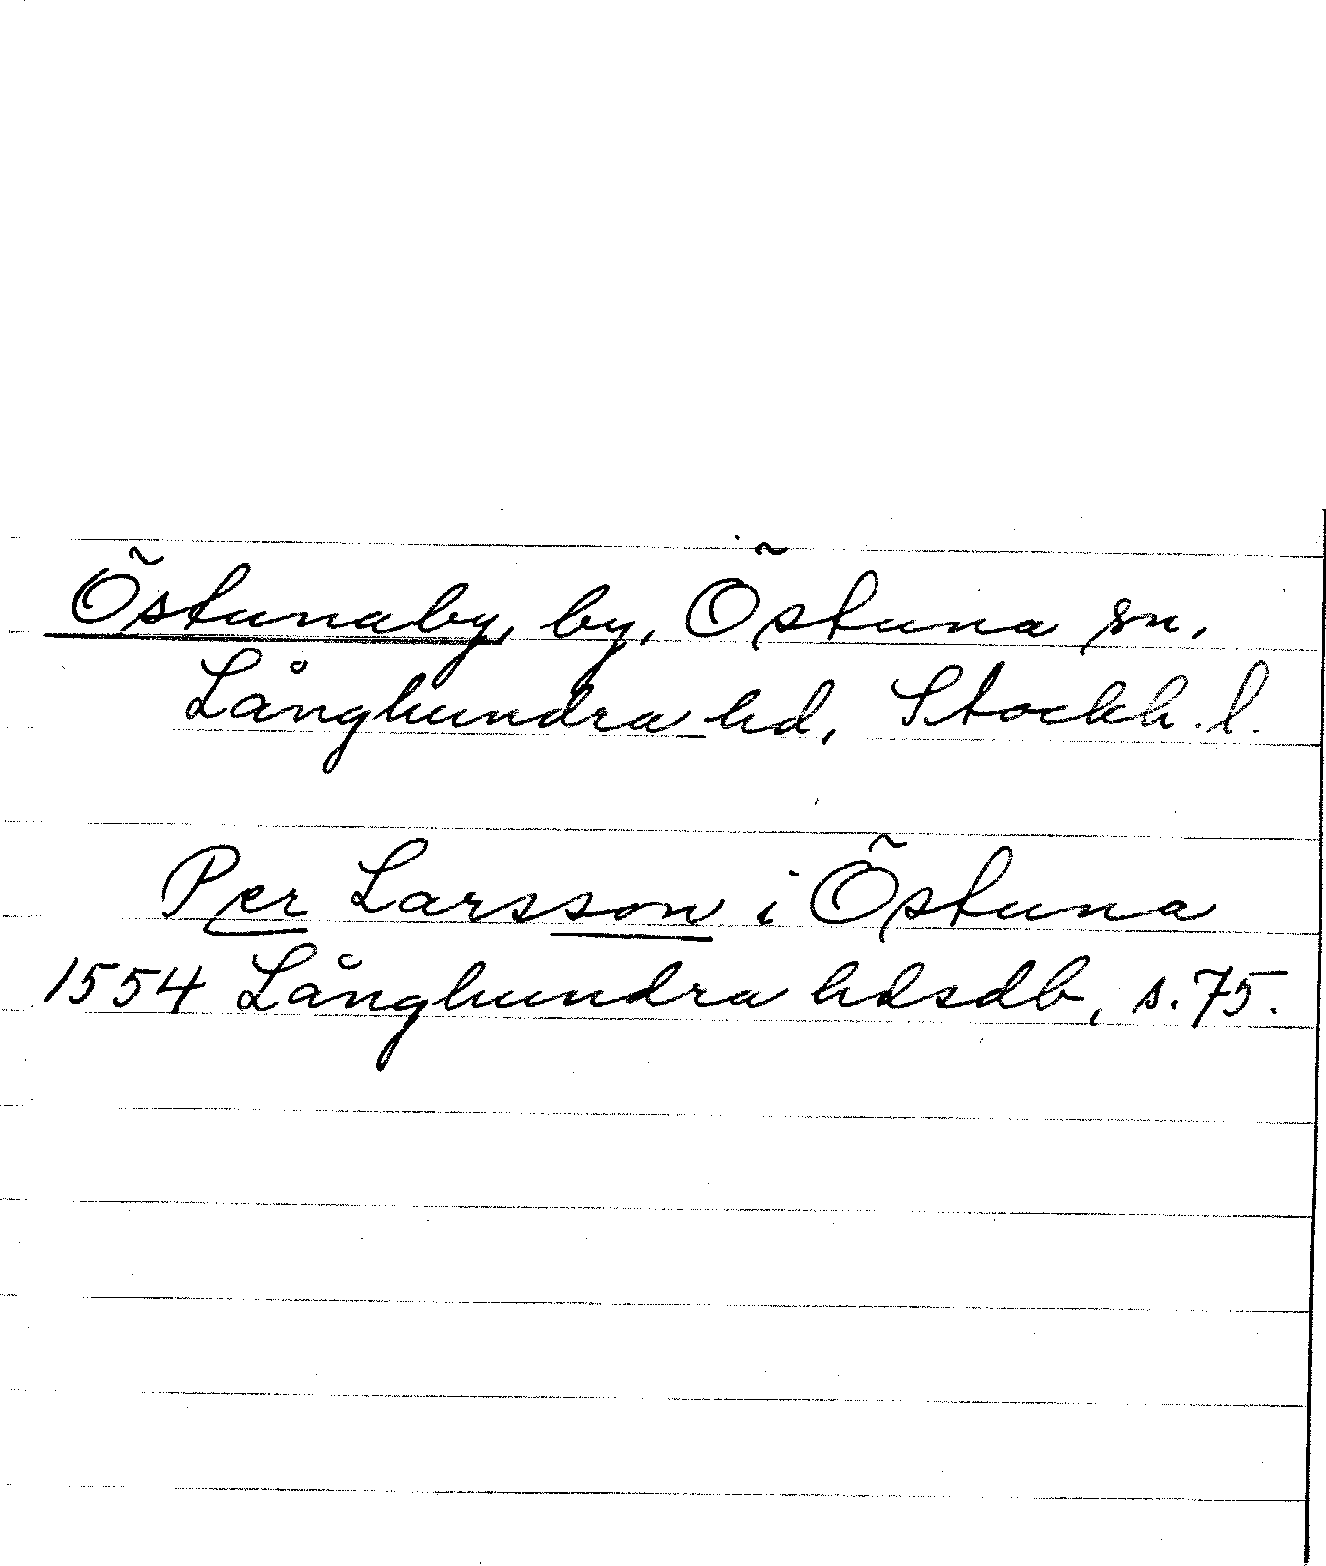 Östunaby, by, Östuna sn,
Långhundra hd, Stockh. l.
Per Larsson i Östuna
1554 Långhundra hdsdb, s. 75.